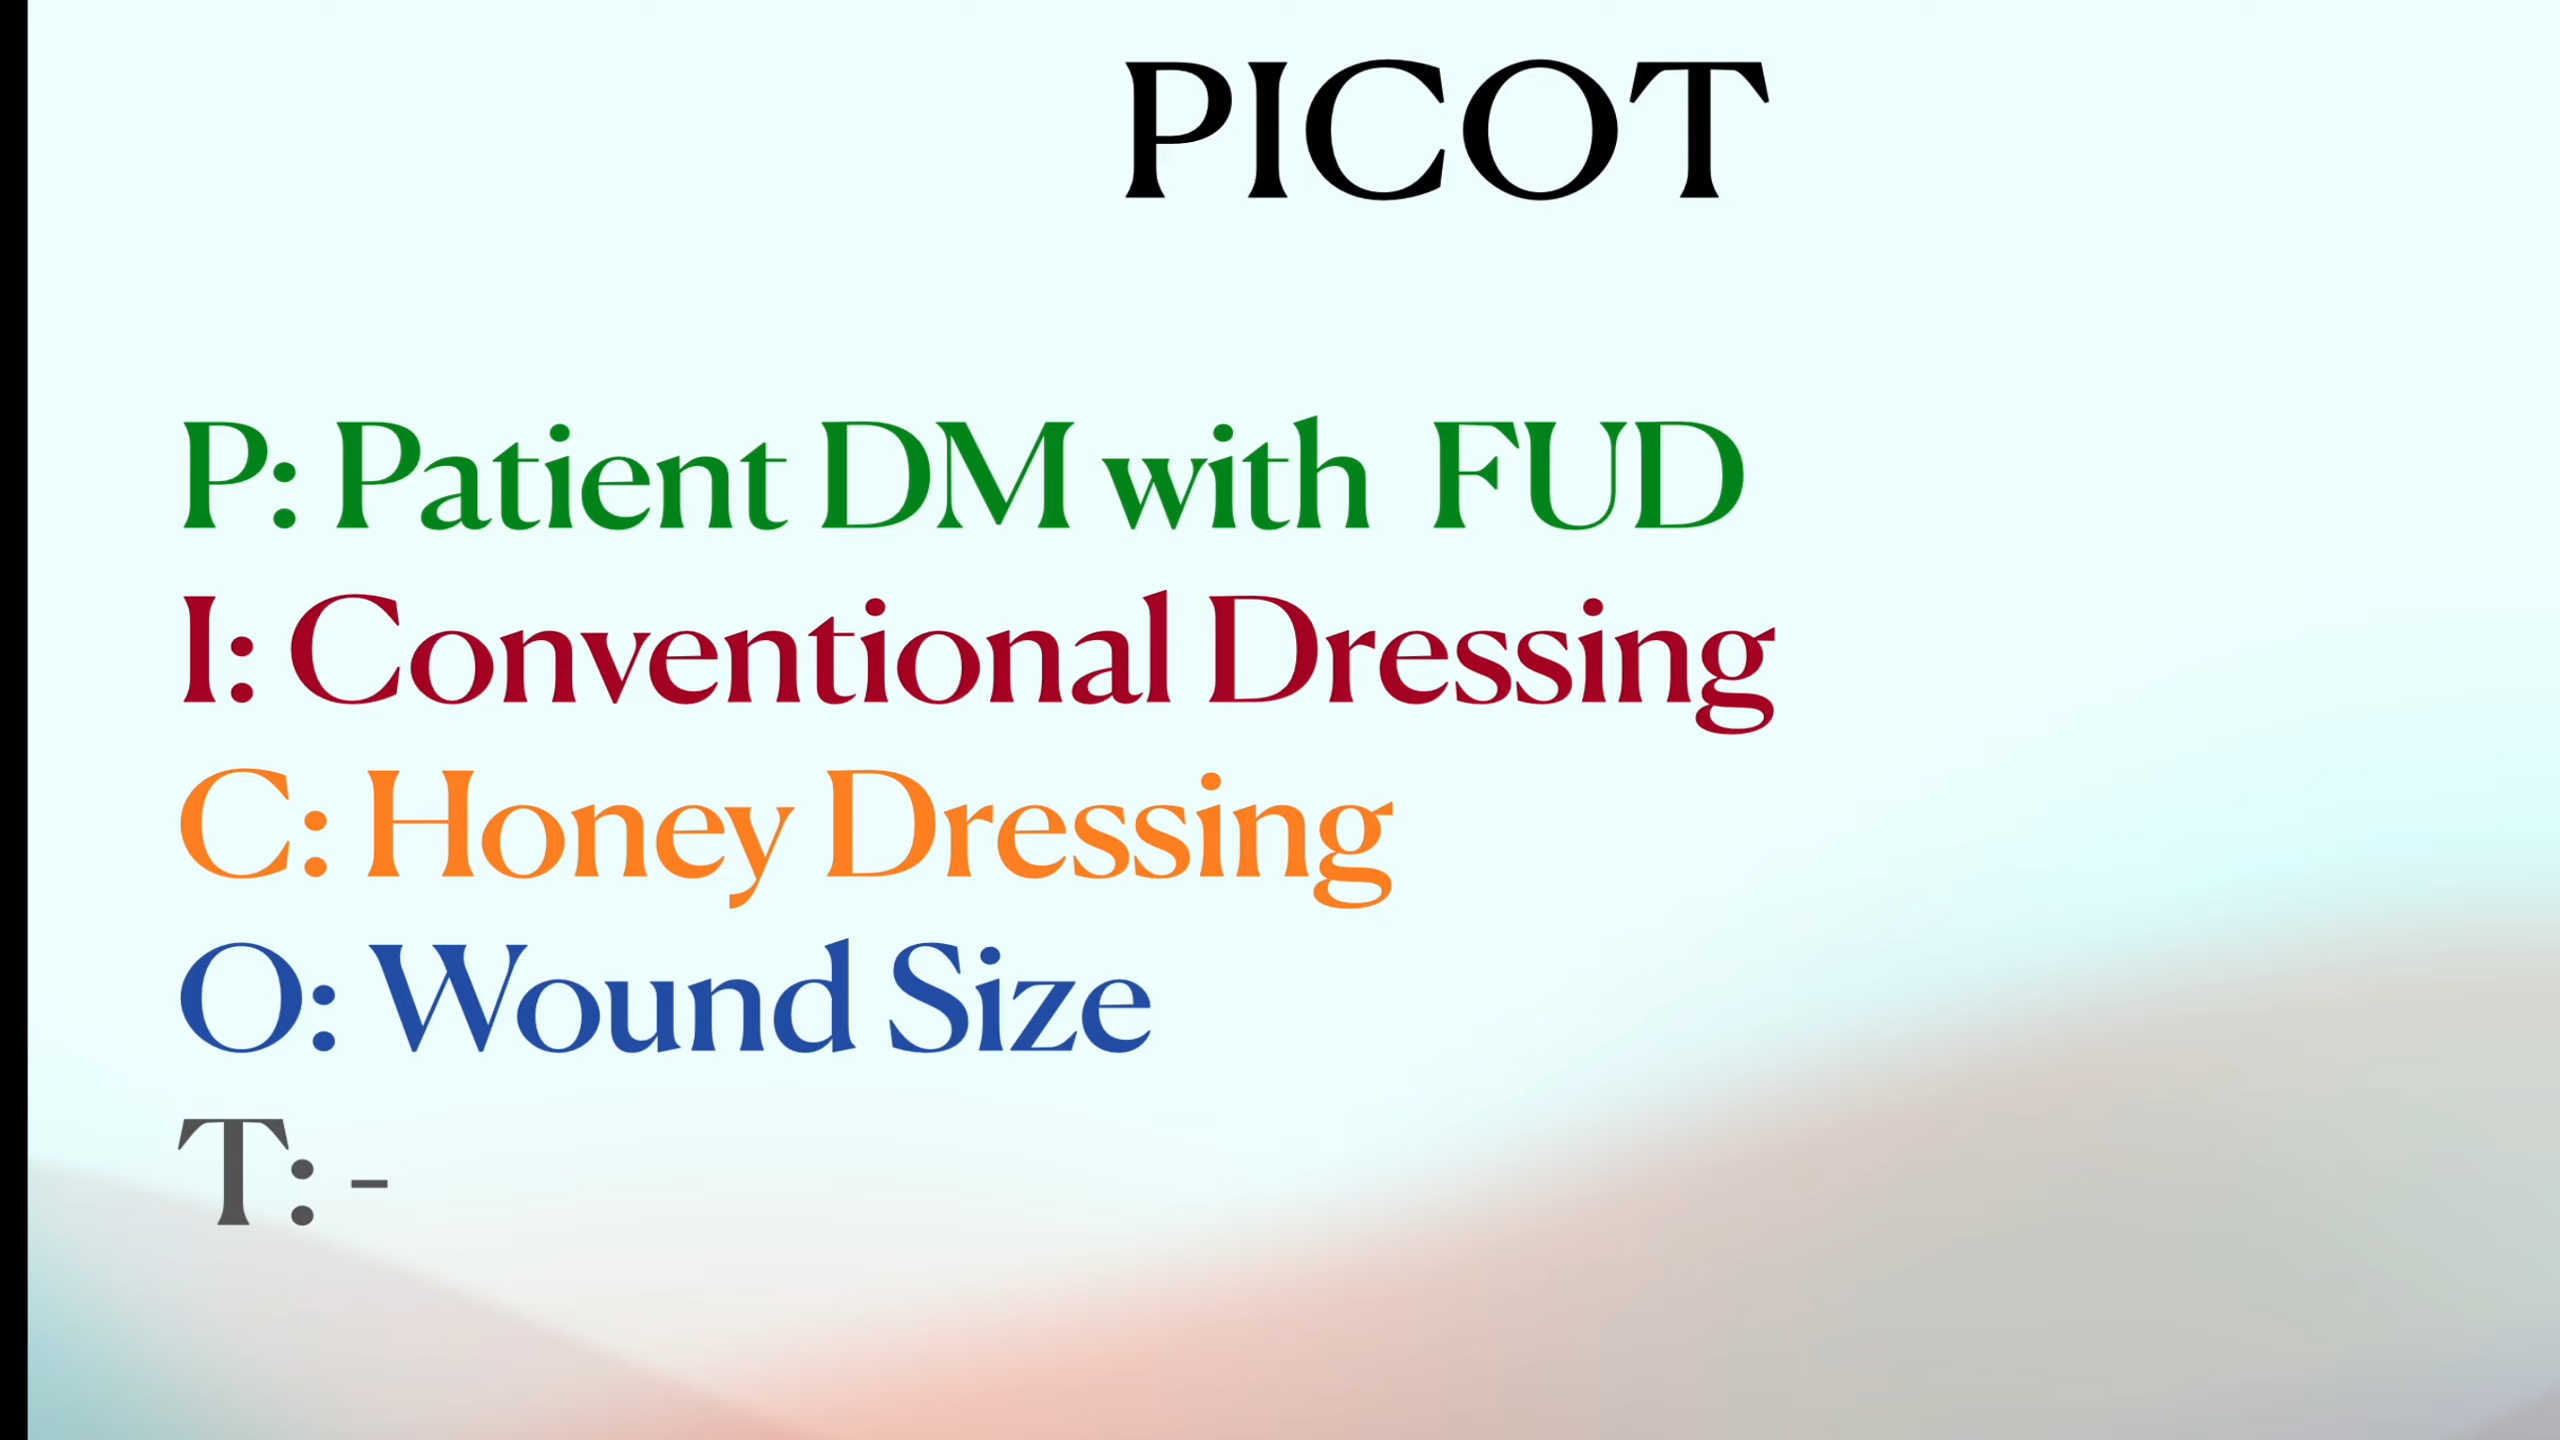 PICOT
P: Patient DM with FUD
I: Conventional Dressing
C: Honey Dressing
O: Wound Size
T: -